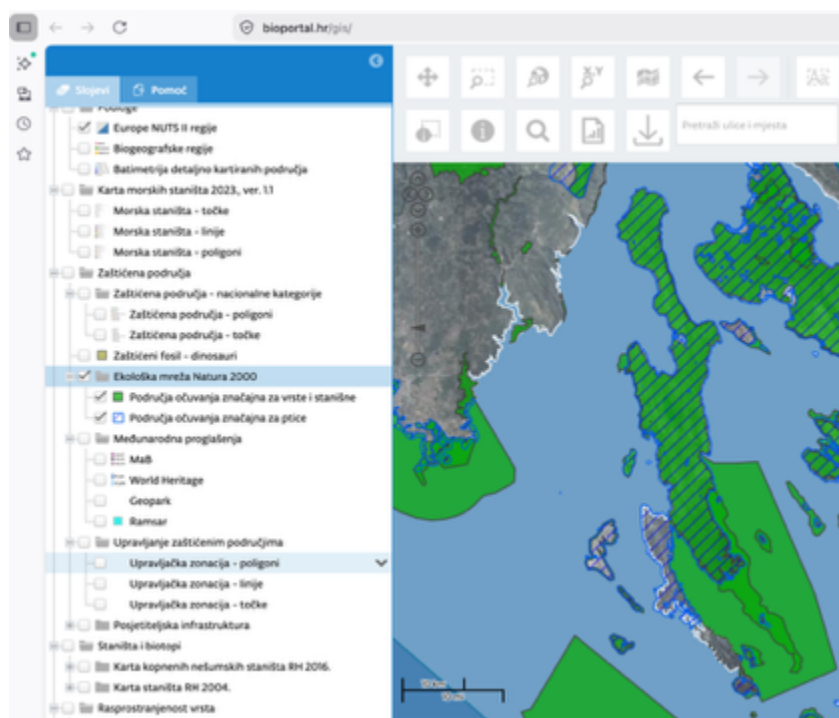 bioportal.hr/gis/
Slojevi
Pomoć
Podloge
Europe NUTS II regije
Biogeografske regije
Batimetrija detaljno kartiranih područja
Karta morskih staništa 2023., ver. 1.1
Morska staništa - točke
Morska staništa - linije
Morska staništa - poligoni
Zaštićena područja
Zaštićena područja - nacionalne kategorije
Zaštićena područja - poligoni
Zaštićena područja - točke
Zaštićeni fosil - dinosauri
Ekološka mreža Natura 2000
Područja očuvanja značajna za vrste i stanišne
Područja očuvanja značajna za ptice
Međunarodna proglašenja
MaB
World Heritage
Geopark
Ramsar
Upravljanje zaštićenim područjima
Upravljačka zonacija - poligoni
Upravljačka zonacija - linije
Upravljačka zonacija - točke
Posjetiteljska infrastruktura
Staništa i biotopi
Karta kopnenih nešumskih staništa RH 2016.
Karta staništa RH 2004.
Rasprostranjenost vrsta
X,Y
Pretraži ulice i mjesta
10 km
10 mi